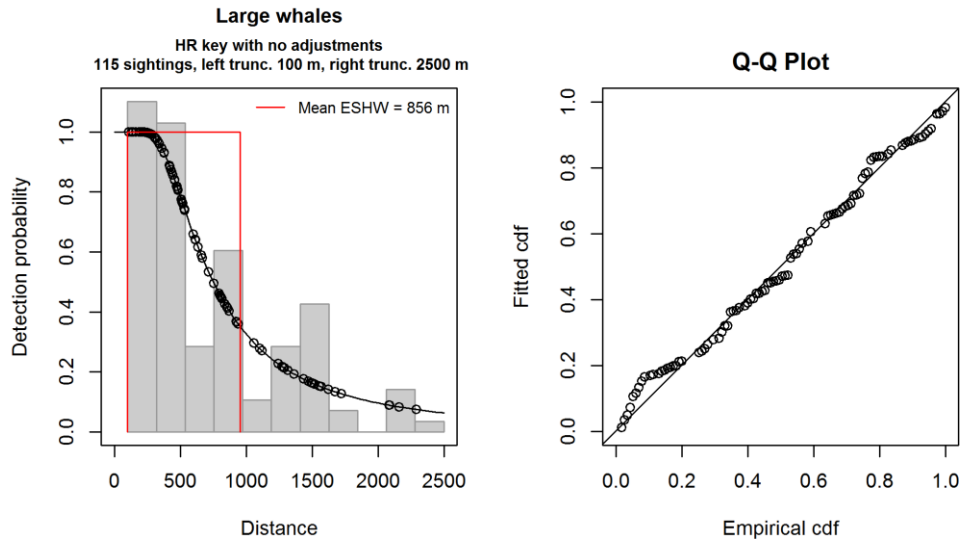 Large whales
HR key with no adjustments
115 sightings, left trunc. 100 m, right trunc. 2500 m
Mean ESHW = 856 m
Detection probability
1.0
0.8
0.6
0.4
0.2
0.0
0 500 1000 1500 2000 2500
Distance
Q-Q Plot
Fitted cdf
1.0
0.8
0.6
0.4
0.2
0.0
0.0 0.2 0.4 0.6 0.8 1.0
Empirical cdf